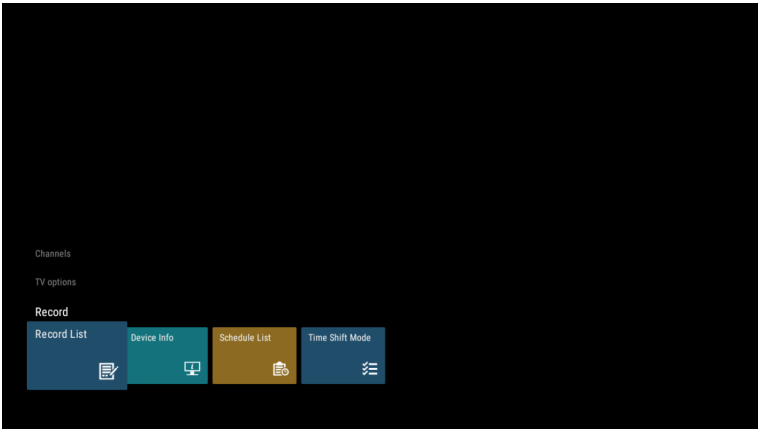 Channels
TV options
Record
Record List
Device Info
Schedule List
Time Shift Mode